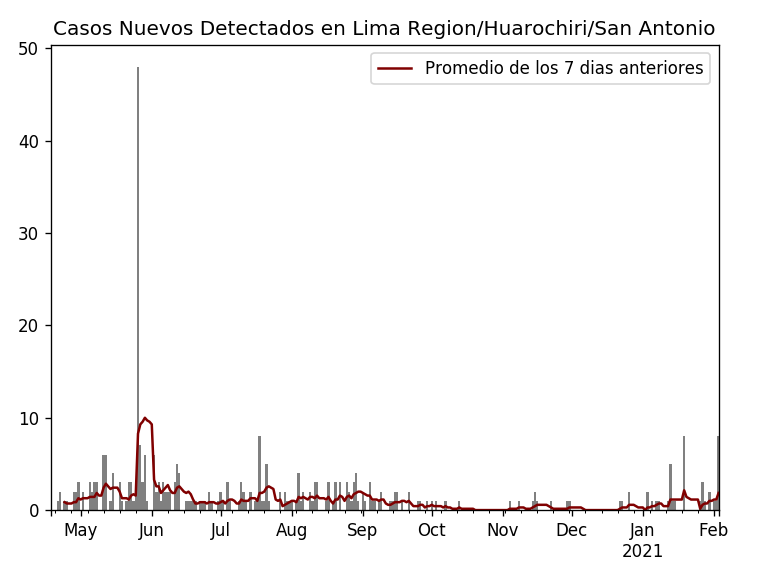 Casos Nuevos Detectados en Lima Region/Huarochiri/San Antonio
Promedio de los 7 dias anteriores
50
40
30
20
10
0
May Jun Jul Aug Sep Oct Nov Dec Jan Feb
2021